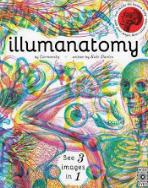 illumanatomy
by Carnovsky
written by Kate Davies
See 3
images
in 1